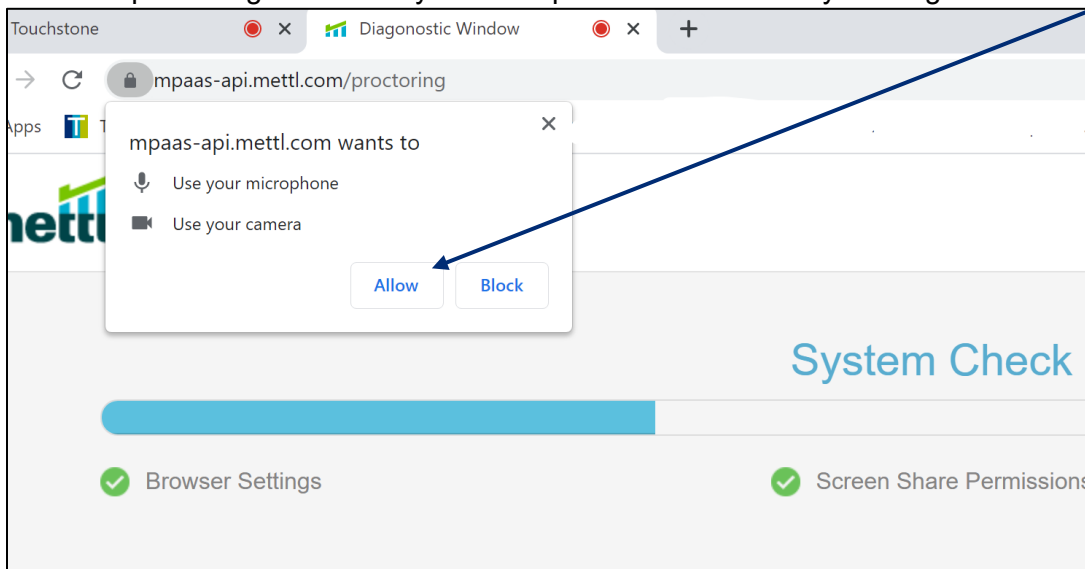 Touchstone
Diagonostic Window
mpaas-api.mettl.com/proctoring
Apps
mpaas-api.mettl.com wants to
Use your microphone
Use your camera
Allow
Block
System Check
Browser Settings
Screen Share Permissions